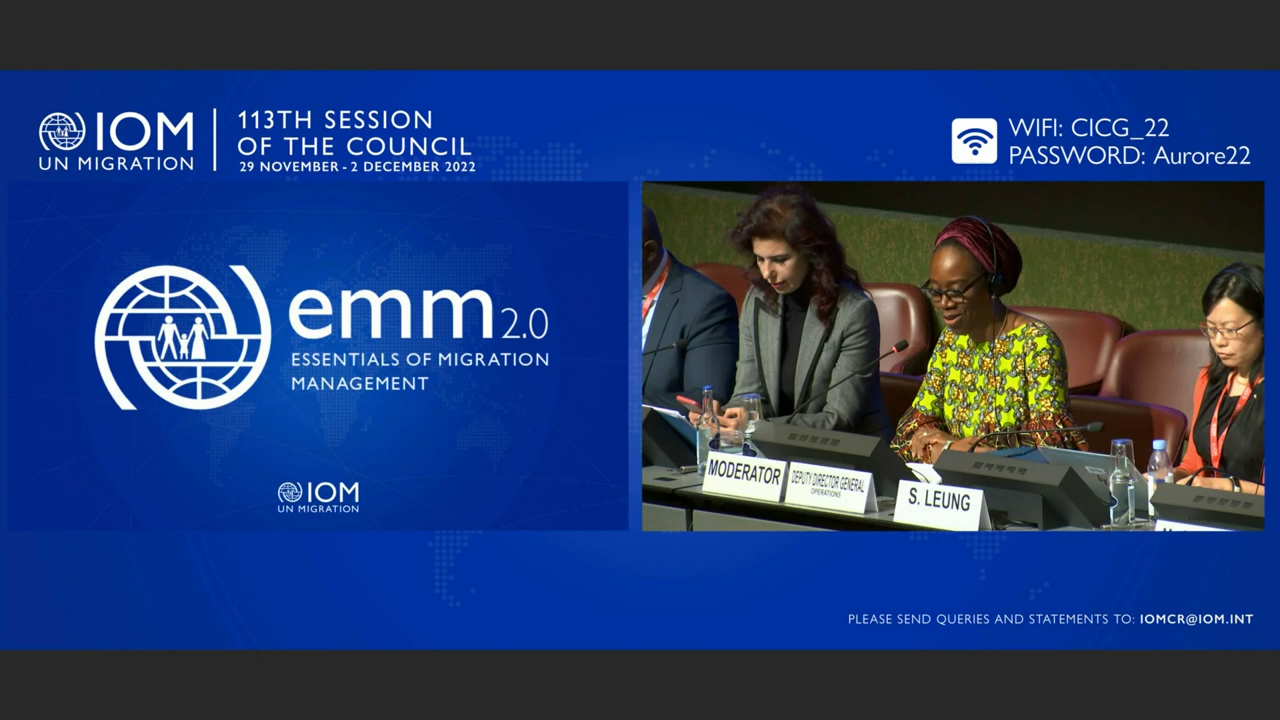 IOM
UN MIGRATION
113TH SESSION
OF THE COUNCIL
29 NOVEMBER - 2 DECEMBER 2022
WIFI: CICG_22
PASSWORD: Aurore22
emm 2.0
ESSENTIALS OF MIGRATION
MANAGEMENT
IOM
UN MIGRATION
MODERATOR
DEPUTY DIRECTOR GENERAL
OPERATIONS
S. LEUNG
PLEASE SEND QUERIES AND STATEMENTS TO: IOMCR@IOM.INT